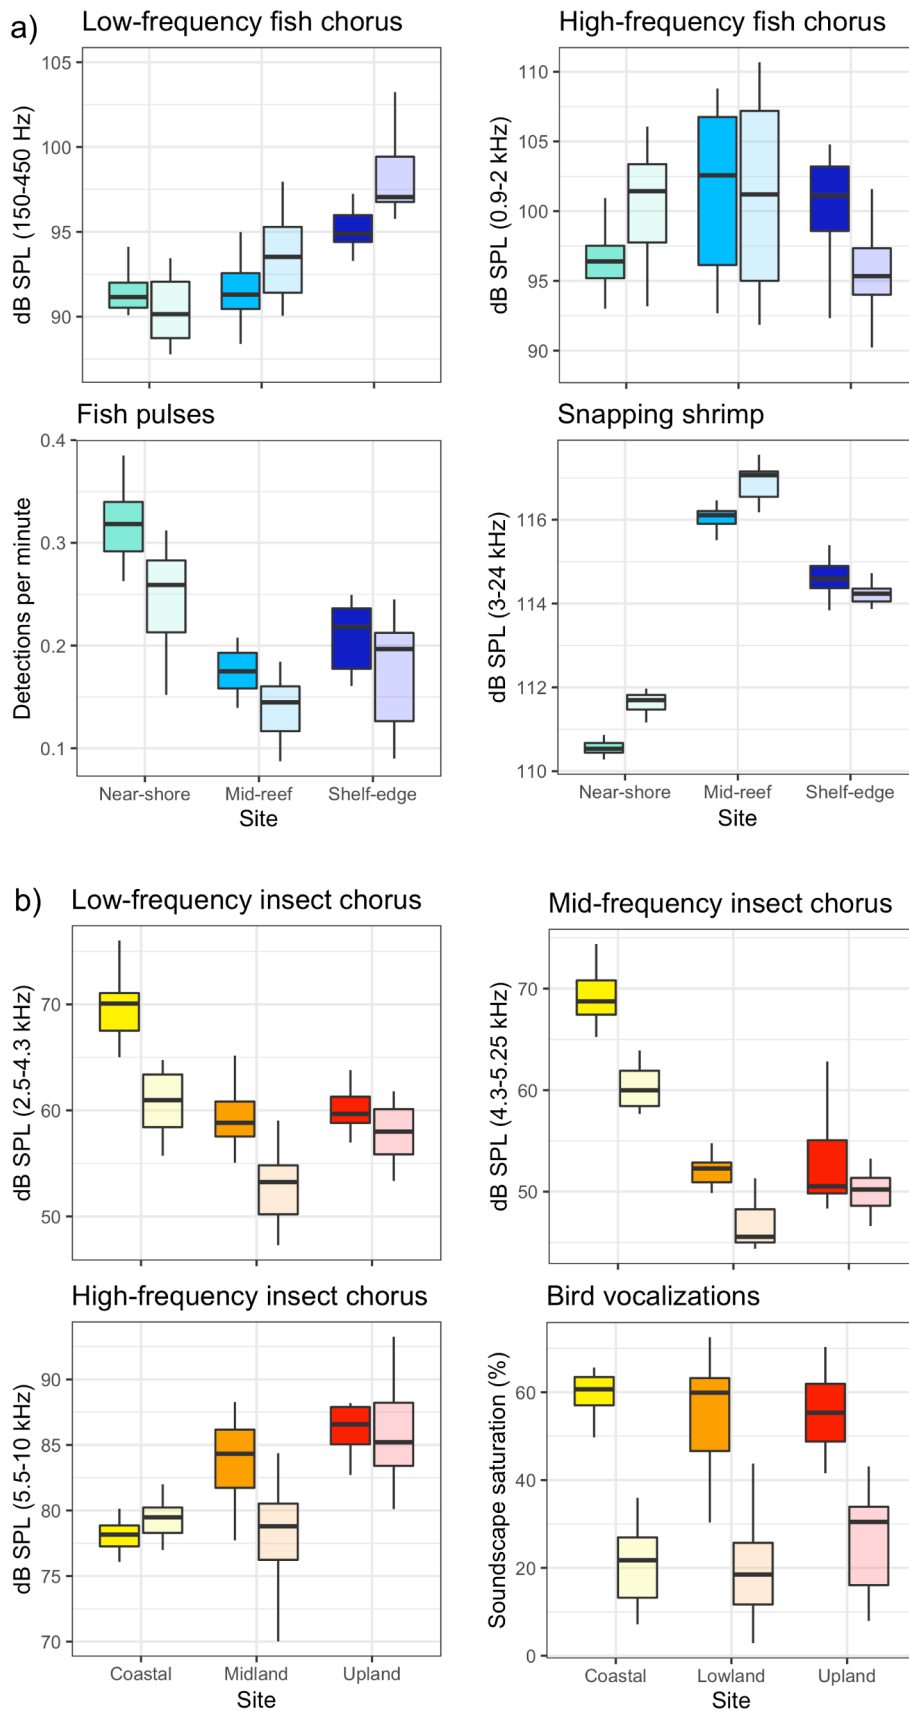 a)
Low-frequency fish chorus
High-frequency fish chorus
dB SPL (150-450 Hz)
105
100
95
90
dB SPL (0.9-2 kHz)
110
105
100
95
90
Fish pulses
Snapping shrimp
Detections per minute
0.4
0.3
0.2
0.1
Near-shore
Mid-reef
Shelf-edge
Site
dB SPL (3-24 kHz)
116
114
112
110
Near-shore
Mid-reef
Shelf-edge
Site
b)
Low-frequency insect chorus
Mid-frequency insect chorus
dB SPL (2.5-4.3 kHz)
70
60
50
dB SPL (4.3-5.25 kHz)
70
60
50
High-frequency insect chorus
Bird vocalizations
dB SPL (5.5-10 kHz)
90
85
80
75
70
Coastal
Midland
Upland
Site
Soundscape saturation (%)
60
40
20
0
Coastal
Lowland
Upland
Site